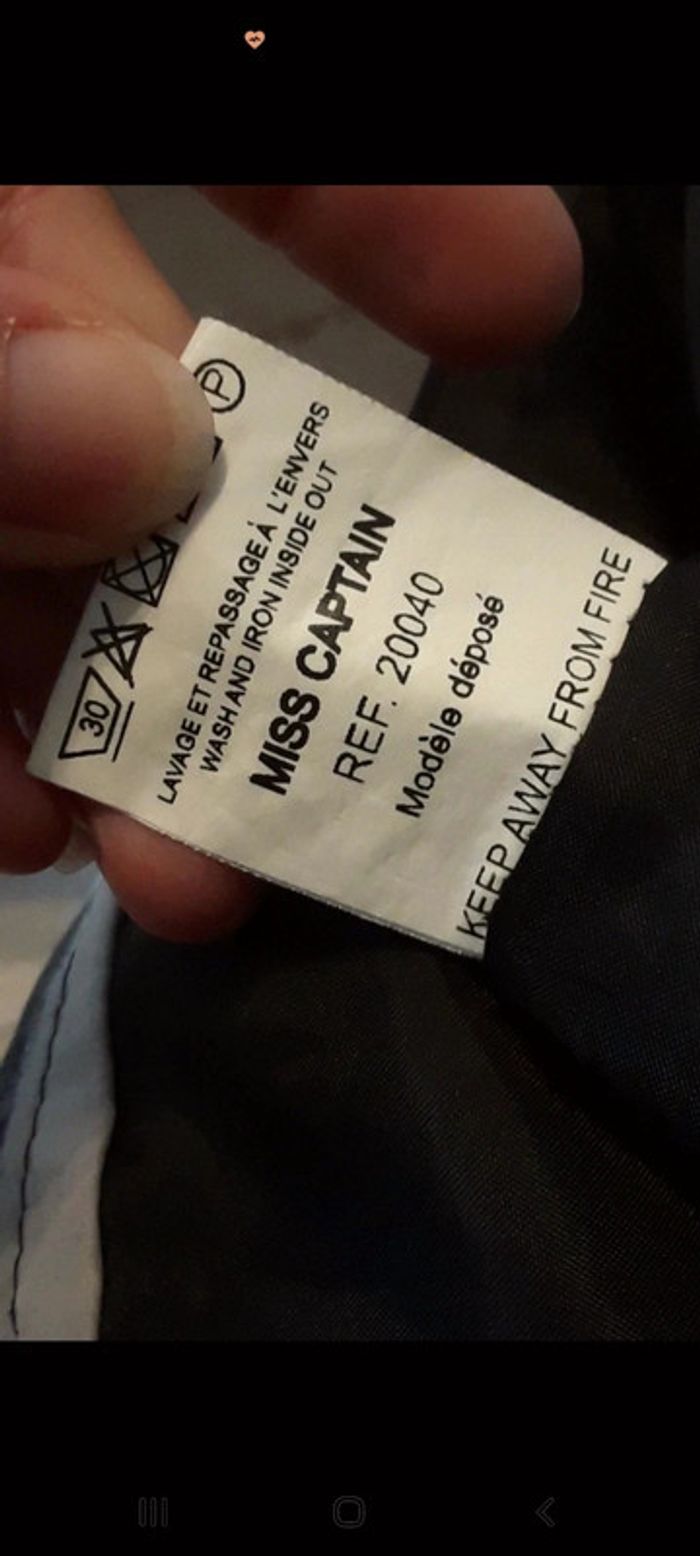 30
P
LAVAGE ET REPASSAGE À L'ENVERS
WASH AND IRON INSIDE OUT
MISS CAPTAIN
REF. 20040
Modèle déposé
KEEP AWAY FROM FIRE